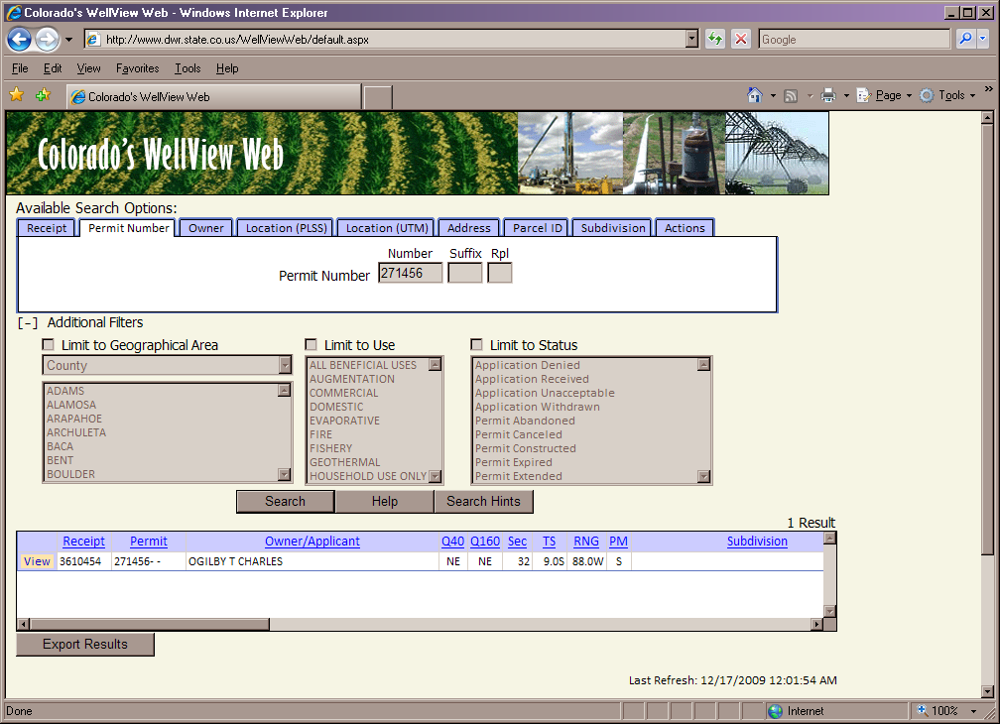 Colorado's WellView Web - Windows Internet Explorer
http://www.dwr.state.co.us/WellViewWeb/default.aspx
Google
File Edit View Favorites Tools Help
Colorado's WellView Web
Page Tools
Colorado's WellView Web
Available Search Options:
Receipt Permit Number Owner Location (PLSS) Location (UTM) Address Parcel ID Subdivision Actions
Number Suffix Rpl
Permit Number 271456
[-] Additional Filters
Limit to Geographical Area Limit to Use Limit to Status
County
ADAMS
ALAMOSA
ARAPAHOE
ARCHULETA
BACA
BENT
BOULDER
ALL BENEFICIAL USES
AUGMENTATION
COMMERCIAL
DOMESTIC
EVAPORATIVE
FIRE
FISHERY
GEOTHERMAL
HOUSEHOLD USE ONLY
Application Denied
Application Received
Application Unacceptable
Application Withdrawn
Permit Abandoned
Permit Canceled
Permit Constructed
Permit Expired
Permit Extended
Search Help Search Hints
1 Result
Receipt Permit Owner/Applicant Q40 Q160 Sec TS RNG PM Subdivision
View 3610454 271456- - OGILBY T CHARLES NE NE 32 9.0S 88.0W S
Export Results
Last Refresh: 12/17/2009 12:01:54 AM
Done Internet 100%